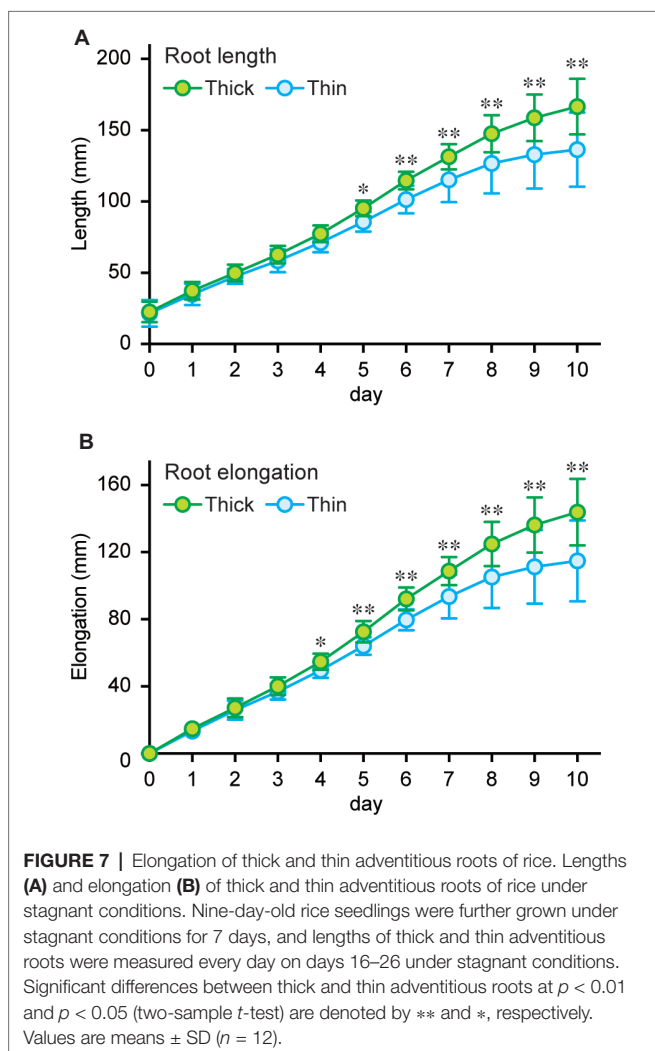 A
Root length
Thick Thin
Length (mm)
200
150
100
50
0
* ** ** ** ** **
0 1 2 3 4 5 6 7 8 9 10
day
B
Root elongation
Thick Thin
Elongation (mm)
160
120
80
40
0
* ** ** ** ** ** **
0 1 2 3 4 5 6 7 8 9 10
day
FIGURE 7 | Elongation of thick and thin adventitious roots of rice. Lengths
(A) and elongation (B) of thick and thin adventitious roots of rice under
stagnant conditions. Nine-day-old rice seedlings were further grown under
stagnant conditions for 7 days, and lengths of thick and thin adventitious
roots were measured every day on days 16–26 under stagnant conditions.
Significant differences between thick and thin adventitious roots at p < 0.01
and p < 0.05 (two-sample t-test) are denoted by ** and *, respectively.
Values are means ± SD (n = 12).